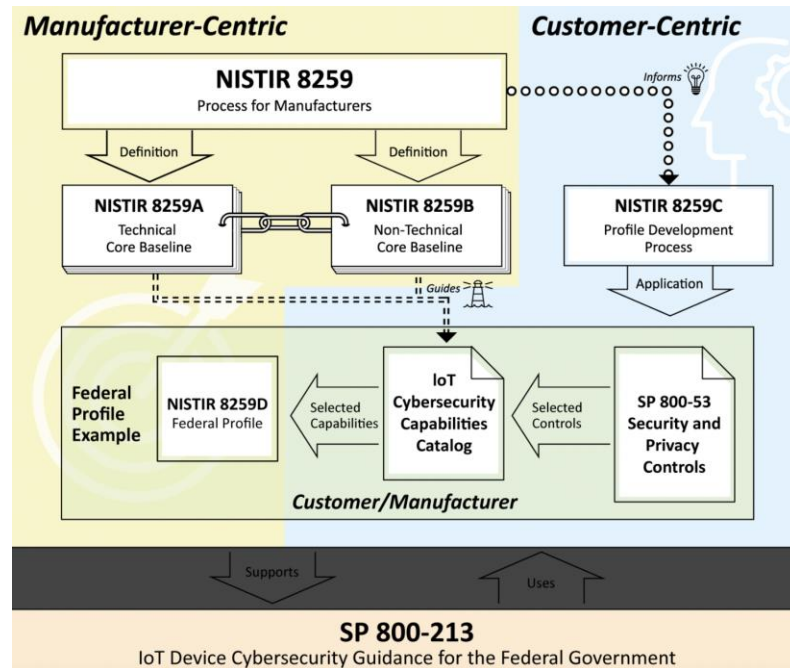 Manufacturer-Centric
Customer-Centric
NISTIR 8259
Process for Manufacturers
Informs
Definition
Definition
NISTIR 8259A
Technical
Core Baseline
NISTIR 8259B
Non-Technical
Core Baseline
NISTIR 8259C
Profile Development
Process
Guides
Application
Federal
Profile
Example
NISTIR 8259D
Federal Profile
Selected
Capabilities
IoT
Cybersecurity
Capabilities
Catalog
Selected
Controls
SP 800-53
Security and
Privacy
Controls
Customer/Manufacturer
Supports
Uses
SP 800-213
IoT Device Cybersecurity Guidance for the Federal Government